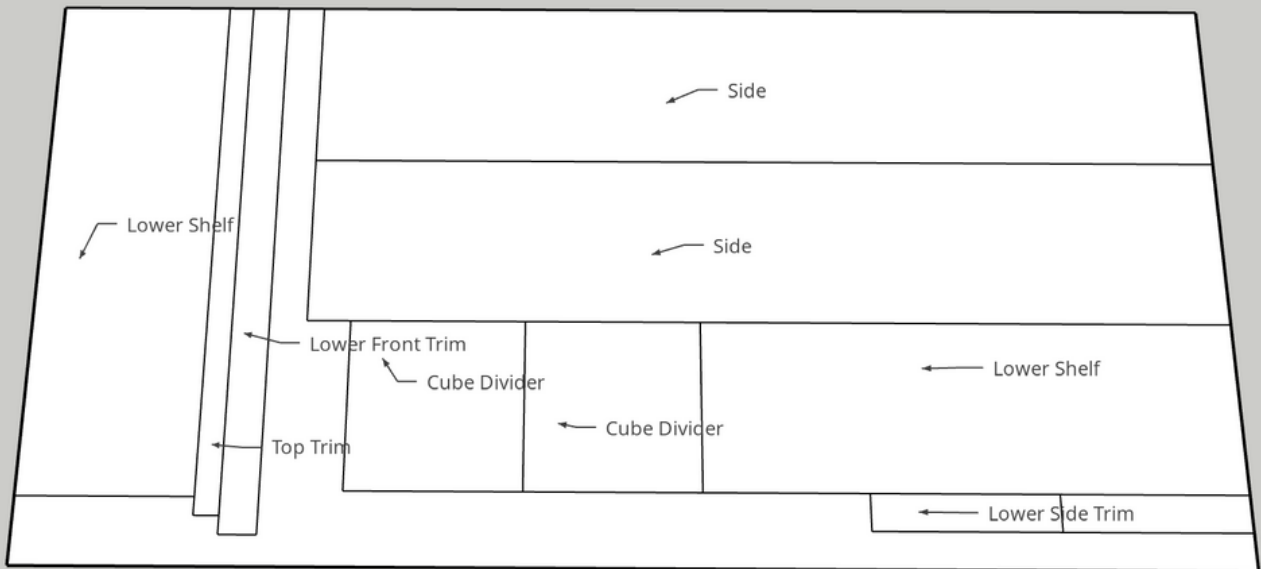 Side
Lower Shelf
Side
Lower Front Trim
Cube Divider
Lower Shelf
Cube Divider
Top Trim
Lower Side Trim